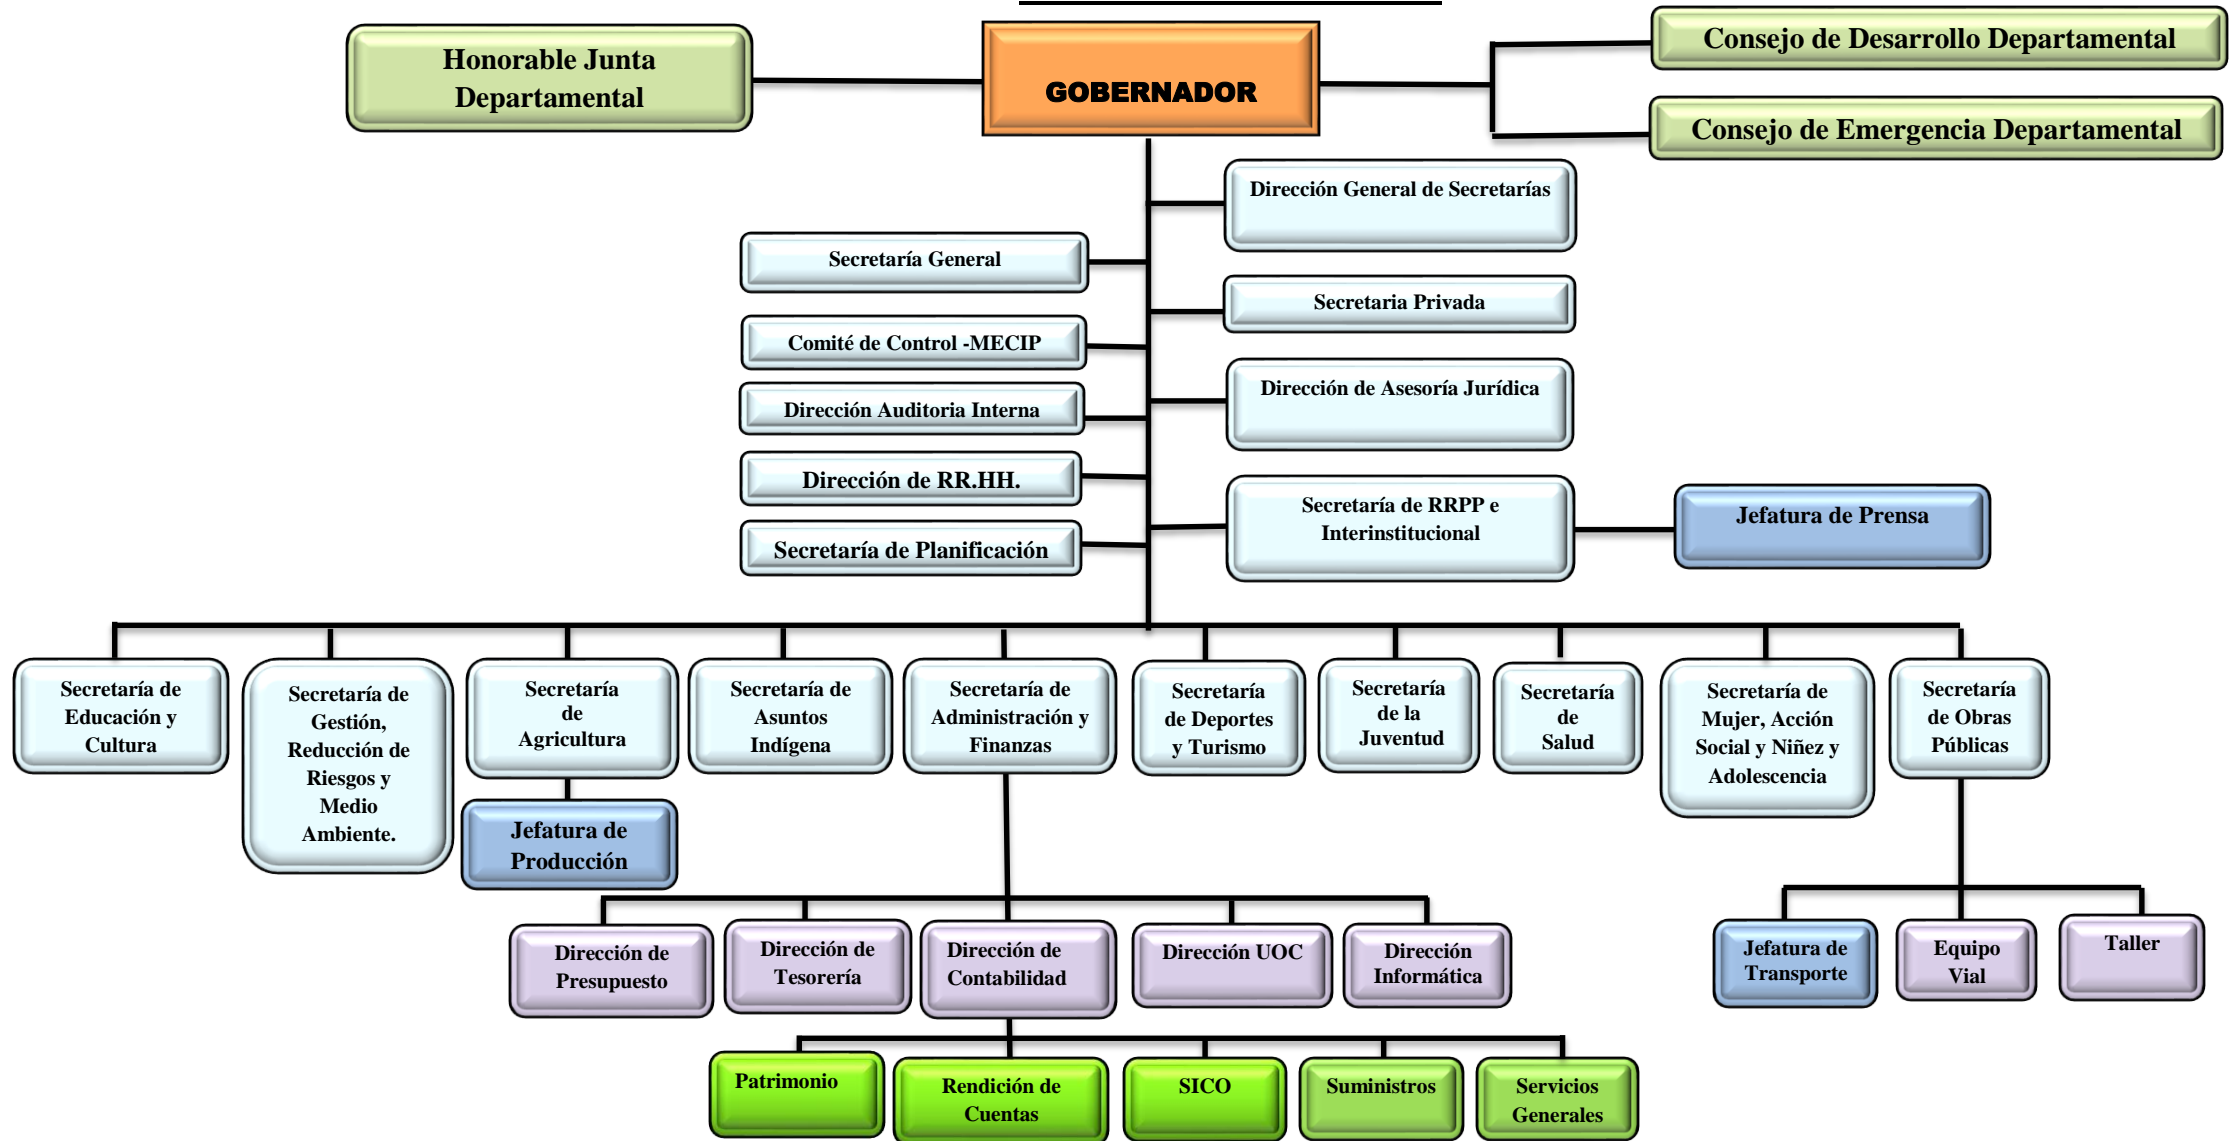 Honorable Junta
Departamental
GOBERNADOR
Consejo de Desarrollo Departamental
Consejo de Emergencia Departamental
Dirección General de Secretarías
Secretaría General
Secretaria Privada
Comité de Control -MECIP
Dirección de Asesoría Jurídica
Dirección Auditoria Interna
Dirección de RR.HH.
Secretaría de RRPP e
Interinstitucional
Jefatura de Prensa
Secretaría de Planificación
Secretaría de
Educación y
Cultura
Secretaría de
Gestión,
Reducción de
Riesgos y
Medio
Ambiente.
Secretaría
de
Agricultura
Secretaría de
Asuntos
Indígena
Secretaría de
Administración y
Finanzas
Secretaría
de Deportes
y Turismo
Secretaría
de la
Juventud
Secretaría
de
Salud
Secretaría de
Mujer, Acción
Social y Niñez y
Adolescencia
Secretaría
de Obras
Públicas
Jefatura de
Producción
Dirección de
Presupuesto
Dirección de
Tesorería
Dirección de
Contabilidad
Dirección UOC
Dirección
Informática
Jefatura de
Transporte
Equipo
Vial
Taller
Patrimonio
Rendición de
Cuentas
SICO
Suministros
Servicios
Generales